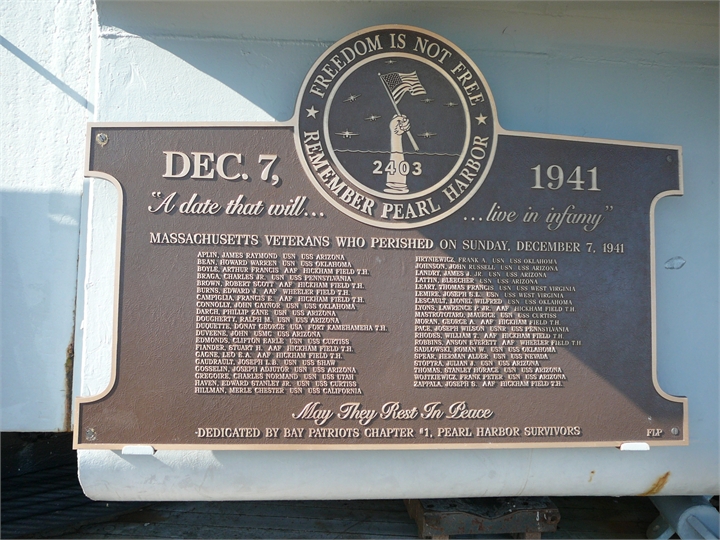 FREEDOM IS NOT FREE
2403
★ REMEMBER PEARL HARBOR ★
DEC. 7, 1941
"A date that will... ...live in infamy"
MASSACHUSETTS VETERANS WHO PERISHED ON SUNDAY, DECEMBER 7, 1941
APLIN, JAMES RAYMOND USN USS OKLAHOMA
BEAN, HOWARD WARREN USN USS OKLAHOMA
BOYLE, ARTHUR FRANCIS AAF HICKHAM FIELD T.H.
BRAGA, CHARLES JR. USN USS PENNSYLVANIA
BROWN, ROBERT SCOTT AAF HICKHAM FIELD T.H.
BURNS, EDWARD J. AAF WHEELER FIELD T.H.
CAMPIGLIA, FRANCIS E. AAF HICKHAM FIELD T.H.
CONNOLLY, JOHN GAYNOR USN USS OKLAHOMA
DARCH, PHILLIP ZANE USN USS ARIZONA
DOUGHERTY, RALPH M. USN USS ARIZONA
DUQUETTE, DONAT GEORGE USA FORT KAMEHAMEHA T.H.
DUVEENE, JOHN USMC USS ARIZONA
EDMONDS, CLIFTON EARLE USN USS CURTISS
FIANDER, STUART H. AAF HICKHAM FIELD T.H.
GAGNE, LEO E.A. AAF HICKHAM FIELD T.H.
GAUDRAULT, JOSEPH L.B. USN USS SHAW
GOSSELIN, JOSEPH ADJUTOR USN USS ARIZONA
GREGOIRE, CHARLES NORMAND USN USS UTAH
HAVEN, EDWARD STANLEY JR. USN USS CURTISS
HILLMAN, MERLE CHESTER USN USS CALIFORNIA
HRYNIEWICZ, FRANK A. USN USS OKLAHOMA
JOHNSON, JOHN RUSSELL USN USS ARIZONA
LANDRY, JAMES J. JR. USN USS ARIZONA
LATTIN, BLEECHER USN USS ARIZONA
LEARY, THOMAS FRANCIS USN USS WEST VIRGINIA
LEMIRE, JOSEPH S.L. USN USS WEST VIRGINIA
LESCAULT, LIONEL WILFRED USN USS OKLAHOMA
LYONS, LAWRENCE P. JR. AAF HICKHAM FIELD T.H.
MASTROTOTARO, MAURICE USN USS CURTISS
MORAN, GEORGE A. AAF HICKHAM FIELD T.H.
PACE, JOSEPH WILSON USNR USS PENNSYLVANIA
RHODES, WILLIAM T. AAF HICKHAM FIELD T.H.
ROBBINS, ANSON EVERETT AAF WHEELER FIELD T.H.
SADLOWSKI, ROMAN W. USN USS OKLAHOMA
SPEAR, HERMAN ALDER USN USS NEVADA
STOPYRA, JULIAN J. USN USS ARIZONA
THOMAS, STANLEY HORACE USN USS ARIZONA
WOJTKIEWICZ, FRANK PETER USN USS ARIZONA
ZAPPALA, JOSEPH S. AAF HICKHAM FIELD T.H.
May They Rest In Peace
-DEDICATED BY BAY PATRIOTS CHAPTER #1, PEARL HARBOR SURVIVORS
FLP